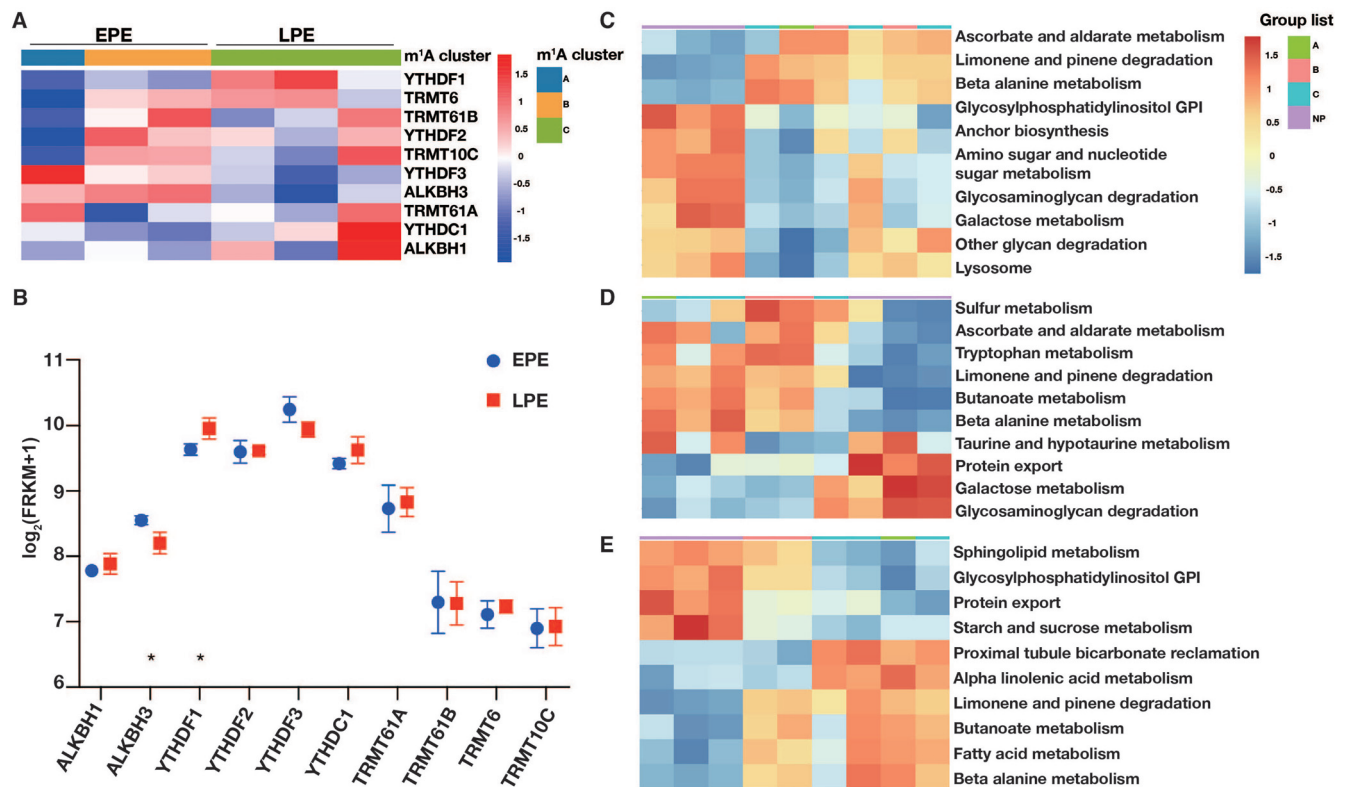 A
EPE
LPE
m¹A cluster
YTHDF1
TRMT6
TRMT61B
YTHDF2
TRMT10C
YTHDF3
ALKBH3
TRMT61A
YTHDC1
ALKBH1
1.5
1
0.5
0
-0.5
-1
-1.5
m¹A cluster
A
B
C
B
11
10
9
8
7
6
log₂(FRKM+1)
EPE
LPE
*
*
ALKBH1
ALKBH3
YTHDF1
YTHDF2
YTHDF3
YTHDC1
TRMT61A
TRMT61B
TRMT6
TRMT10C
C
Ascorbate and aldarate metabolism
Limonene and pinene degradation
Beta alanine metabolism
Glycosylphosphatidylinositol GPI
Anchor biosynthesis
Amino sugar and nucleotide
sugar metabolism
Glycosaminoglycan degradation
Galactose metabolism
Other glycan degradation
Lysosome
Group list
1.5
1
0.5
0
-0.5
-1
-1.5
A
B
C
NP
D
Sulfur metabolism
Ascorbate and aldarate metabolism
Tryptophan metabolism
Limonene and pinene degradation
Butanoate metabolism
Beta alanine metabolism
Taurine and hypotaurine metabolism
Protein export
Galactose metabolism
Glycosaminoglycan degradation
E
Sphingolipid metabolism
Glycosylphosphatidylinositol GPI
Protein export
Starch and sucrose metabolism
Proximal tubule bicarbonate reclamation
Alpha linolenic acid metabolism
Limonene and pinene degradation
Butanoate metabolism
Fatty acid metabolism
Beta alanine metabolism